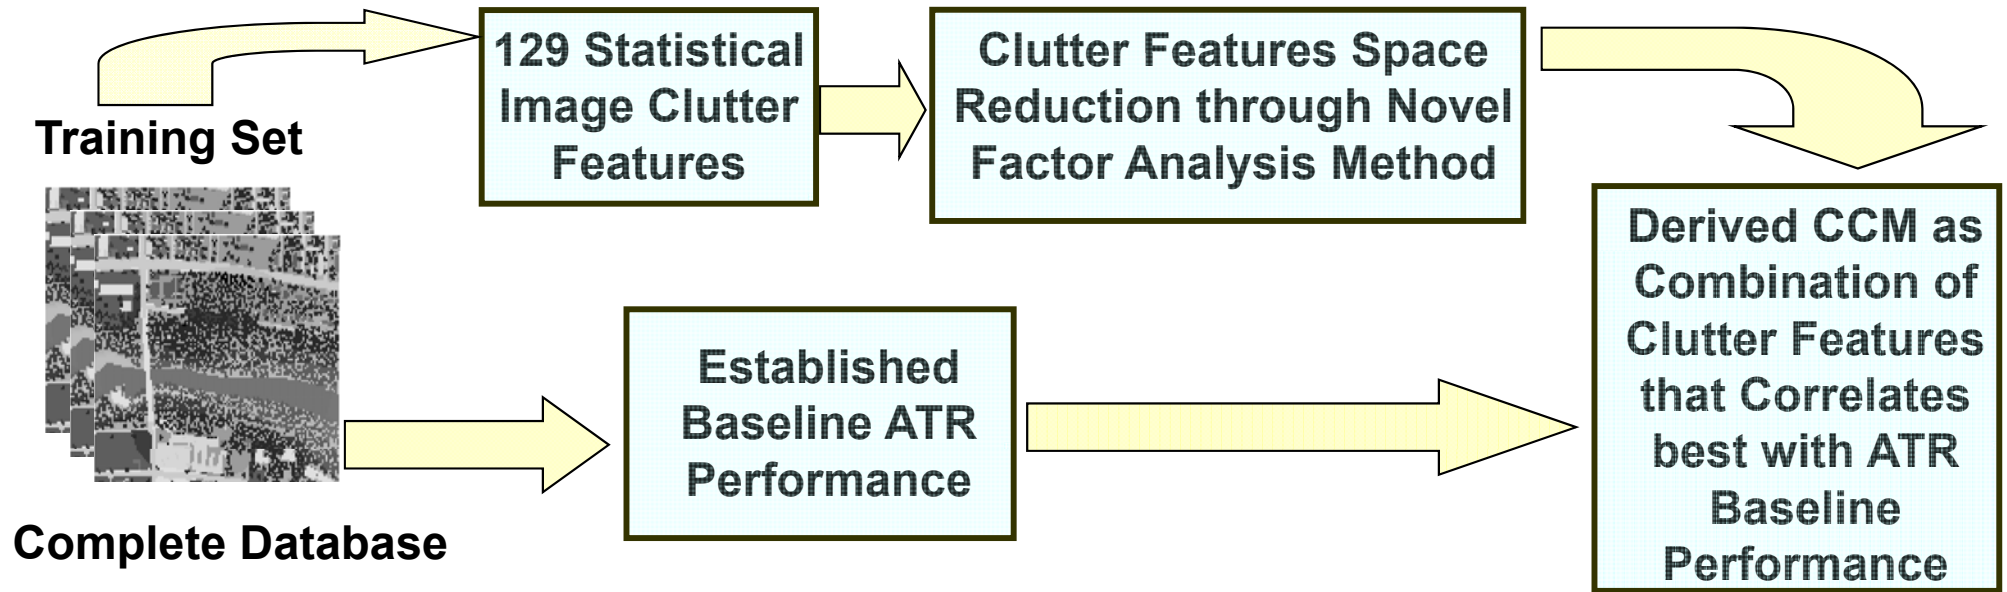 Training Set
129 Statistical
Image Clutter
Features
Clutter Features Space
Reduction through Novel
Factor Analysis Method
Complete Database
Established
Baseline ATR
Performance
Derived CCM as
Combination of
Clutter Features
that Correlates
best with ATR
Baseline
Performance